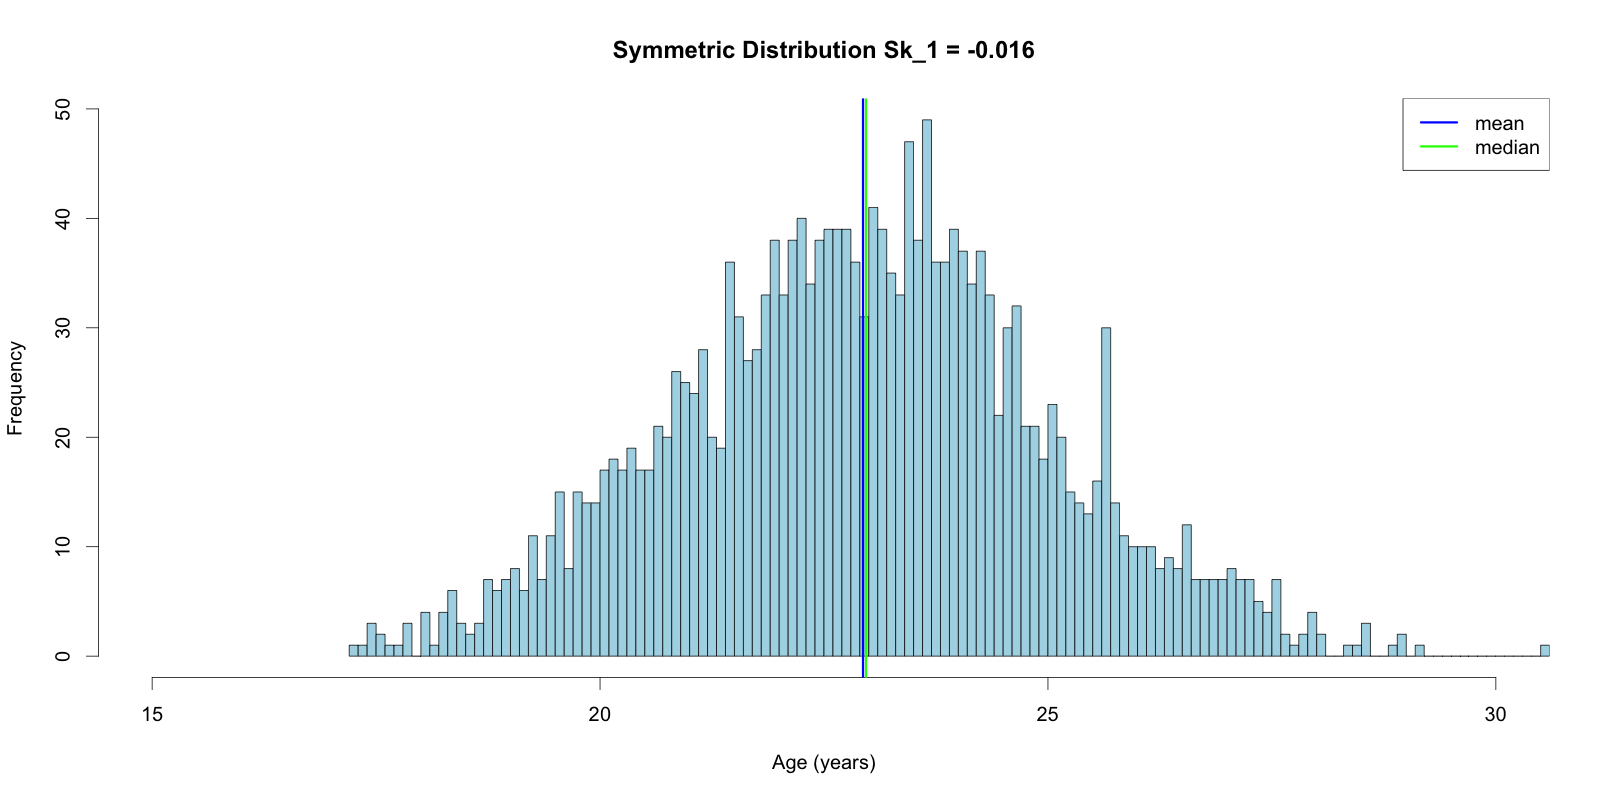 Symmetric Distribution Sk_1 = -0.016
mean
median
50
40
30
20
10
0
Frequency
15
20
25
30
Age (years)